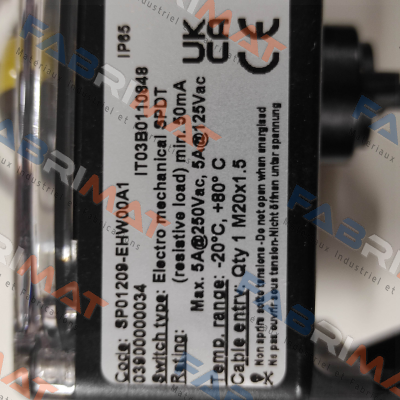 Code: SP01209-EHW00A1 IP65
03900000034 IT03B0110848
Switch type: Electro mechanical SPDT
Rating: (resistive load) min. 50mA
Max. 5A@250Vac, 5A@125Vac
Temp. range: -20°C, +80° C
Cable entry: Qty 1 M20x1.5
Non aprire sotto tensione - Do not open when energised
Ne pas ouvrir sous tension-Nicht öffnen unter spannung
UK CA
CE
FABRIMAT